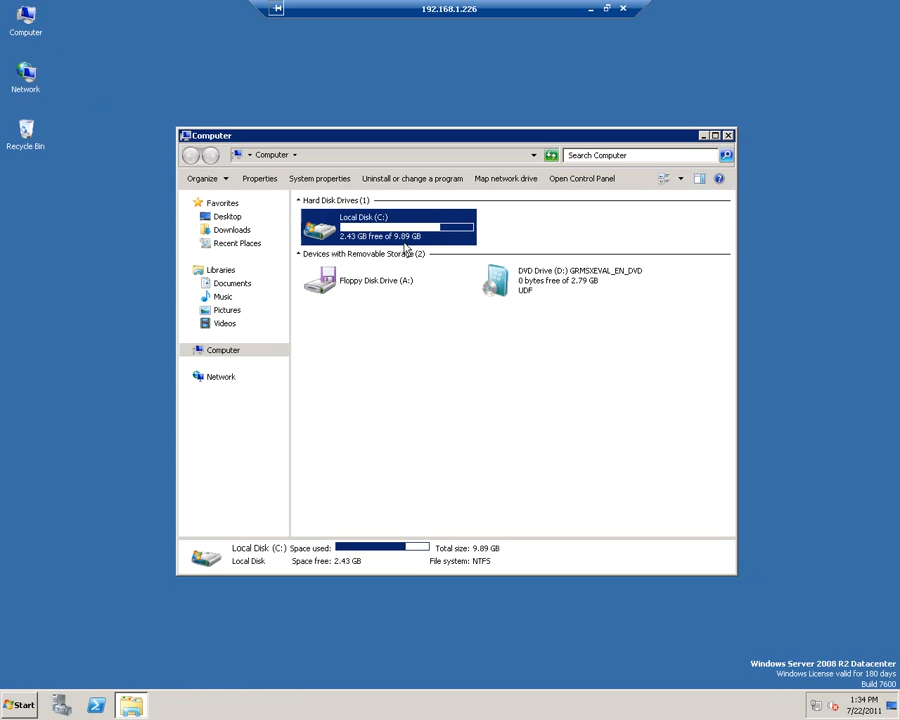 192.168.1.226
Computer
Network
Recycle Bin
Computer
Computer
Search Computer
Organize
Properties
System properties
Uninstall or change a program
Map network drive
Open Control Panel
Favorites
Desktop
Downloads
Recent Places
Libraries
Documents
Music
Pictures
Videos
Computer
Network
Hard Disk Drives (1)
Local Disk (C:)
2.43 GB free of 9.89 GB
Devices with Removable Storage (2)
Floppy Disk Drive (A:)
DVD Drive (D:) GRMSXEVAL_EN_DVD
0 bytes free of 2.79 GB
UDF
Local Disk (C:) Space used: Total size: 9.89 GB
Local Disk Space free: 2.43 GB File system: NTFS
Windows Server 2008 R2 Datacenter
Windows License valid for 180 days
Build 7600
Start
1:34 PM
7/22/2011